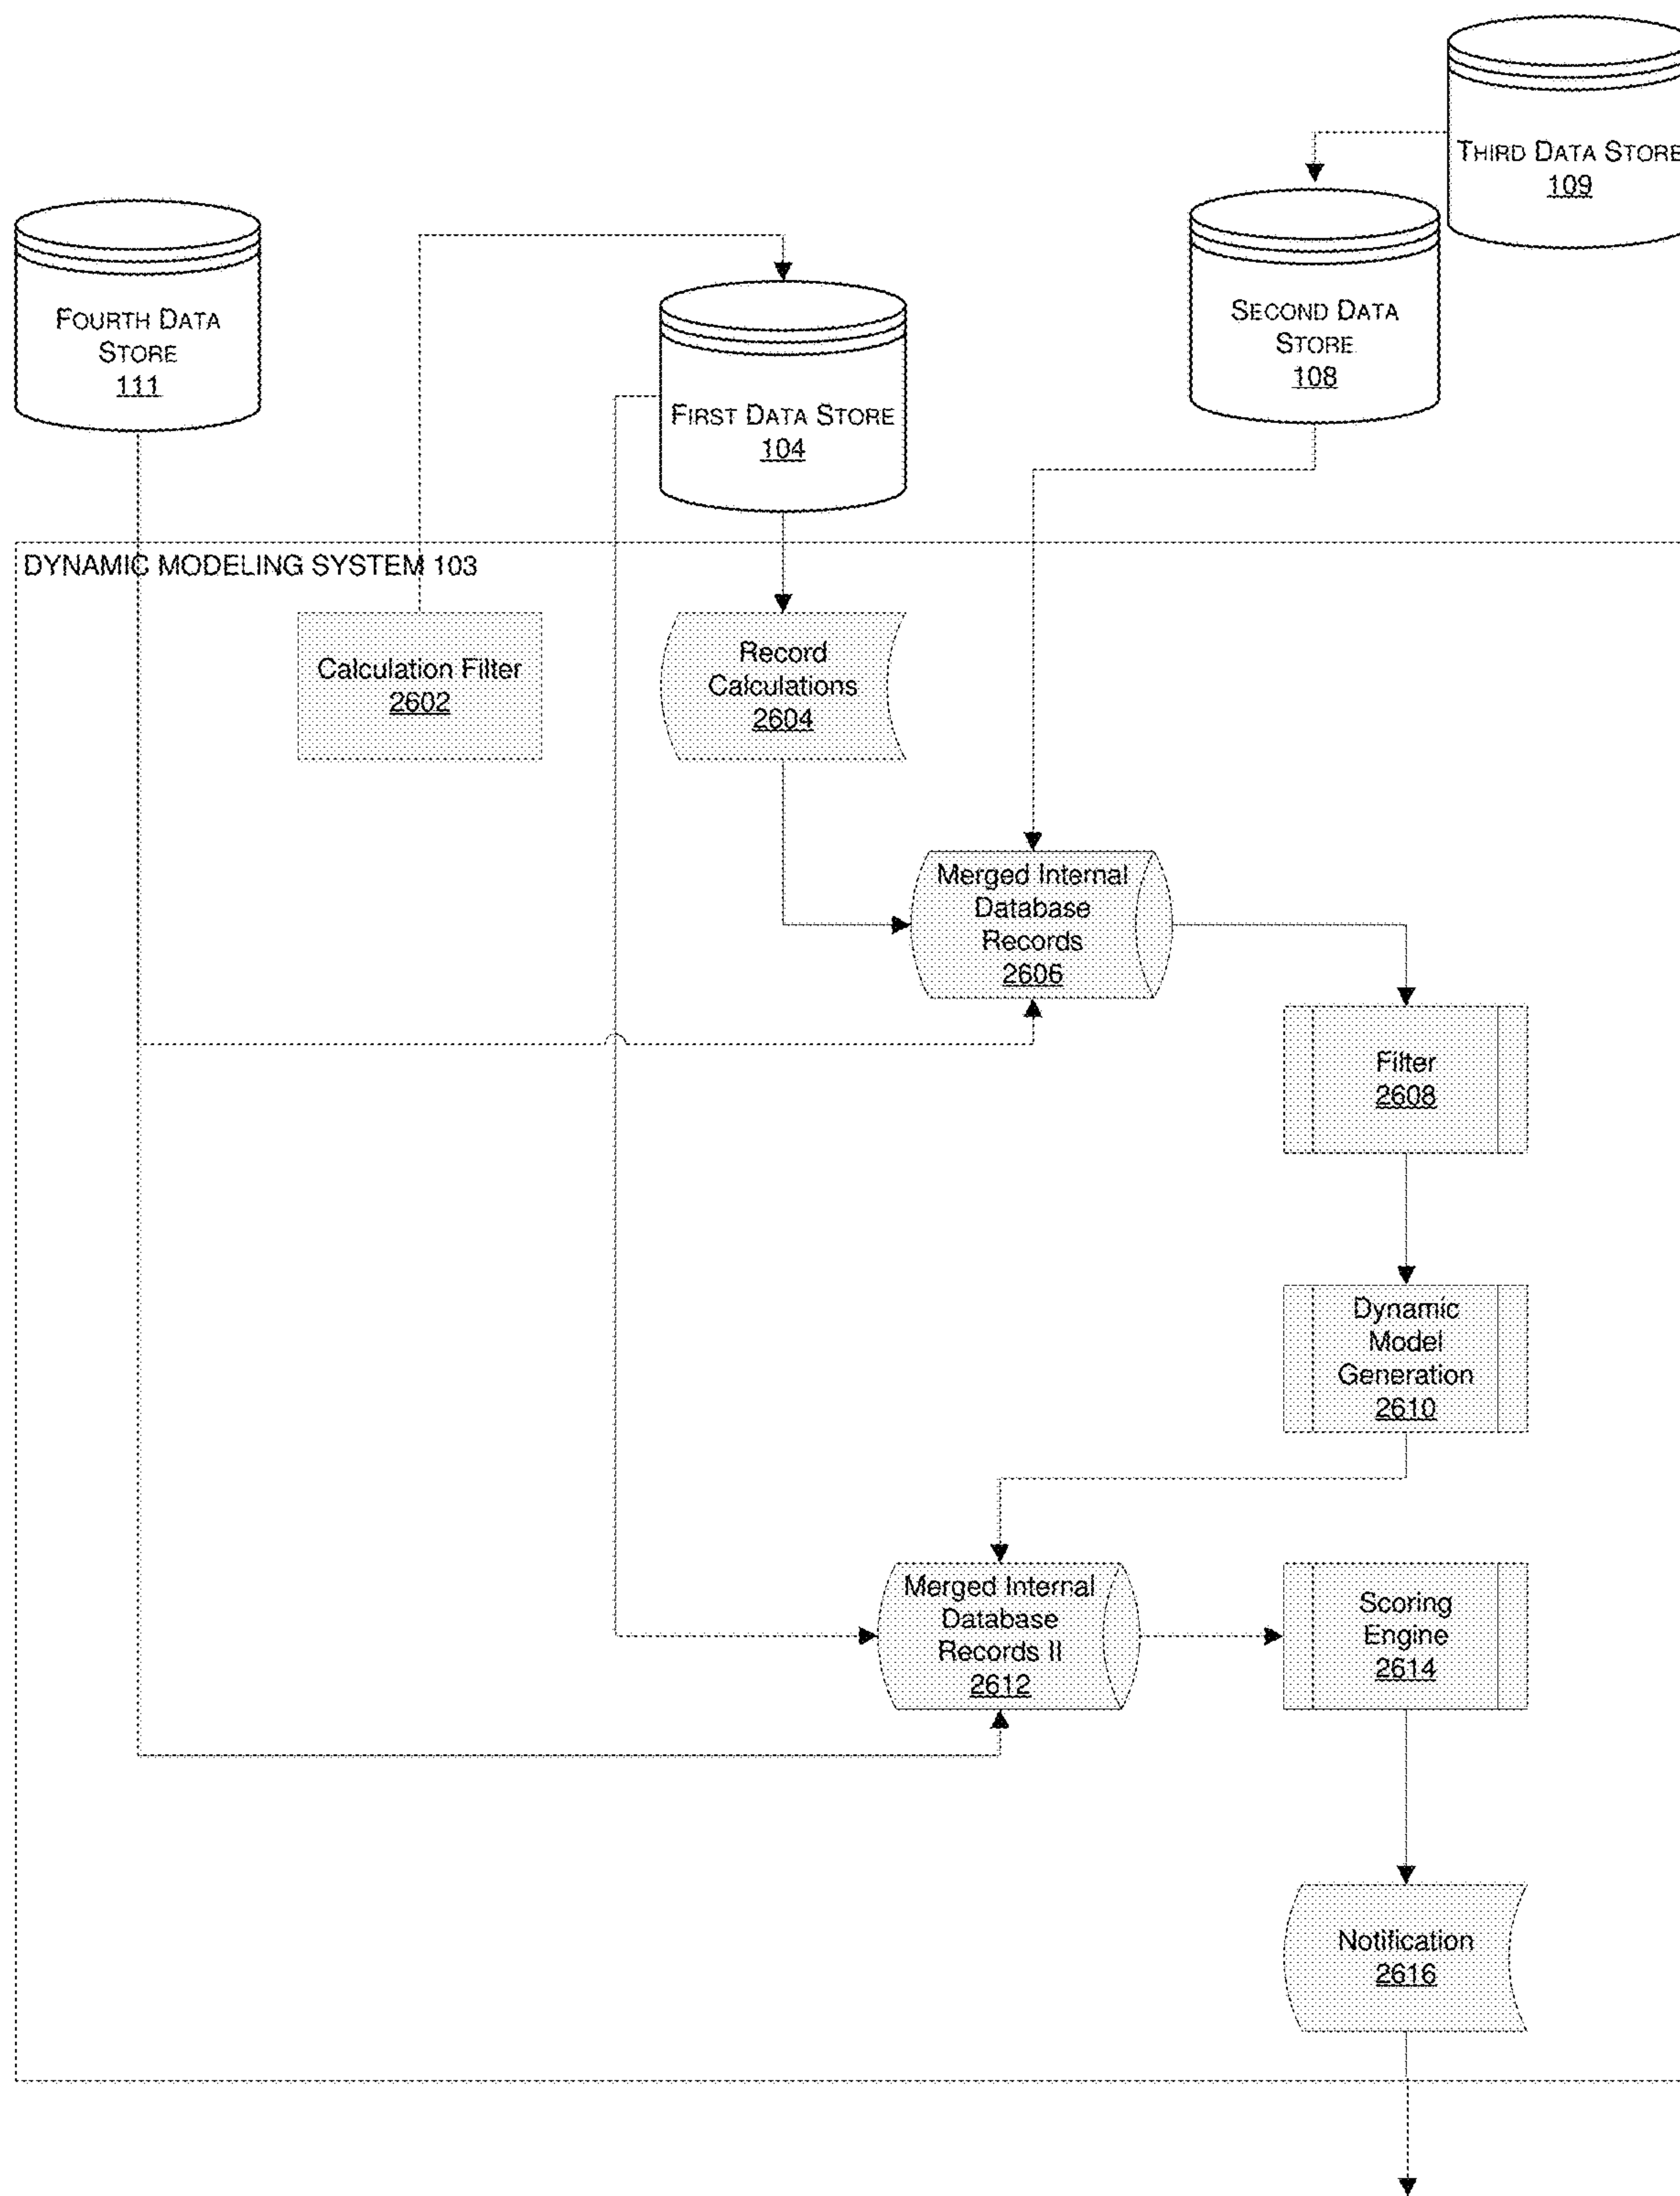 THIRD DATA STORE
109
FOURTH DATA
STORE
111
FIRST DATA STORE
104
SECOND DATA
STORE
108
DYNAMIC MODELING SYSTEM 103
Calculation Filter
2602
Record
Calculations
2604
Merged Internal
Database
Records
2606
Filter
2608
Dynamic
Model
Generation
2610
Merged Internal
Database
Records II
2612
Scoring
Engine
2614
Notification
2616